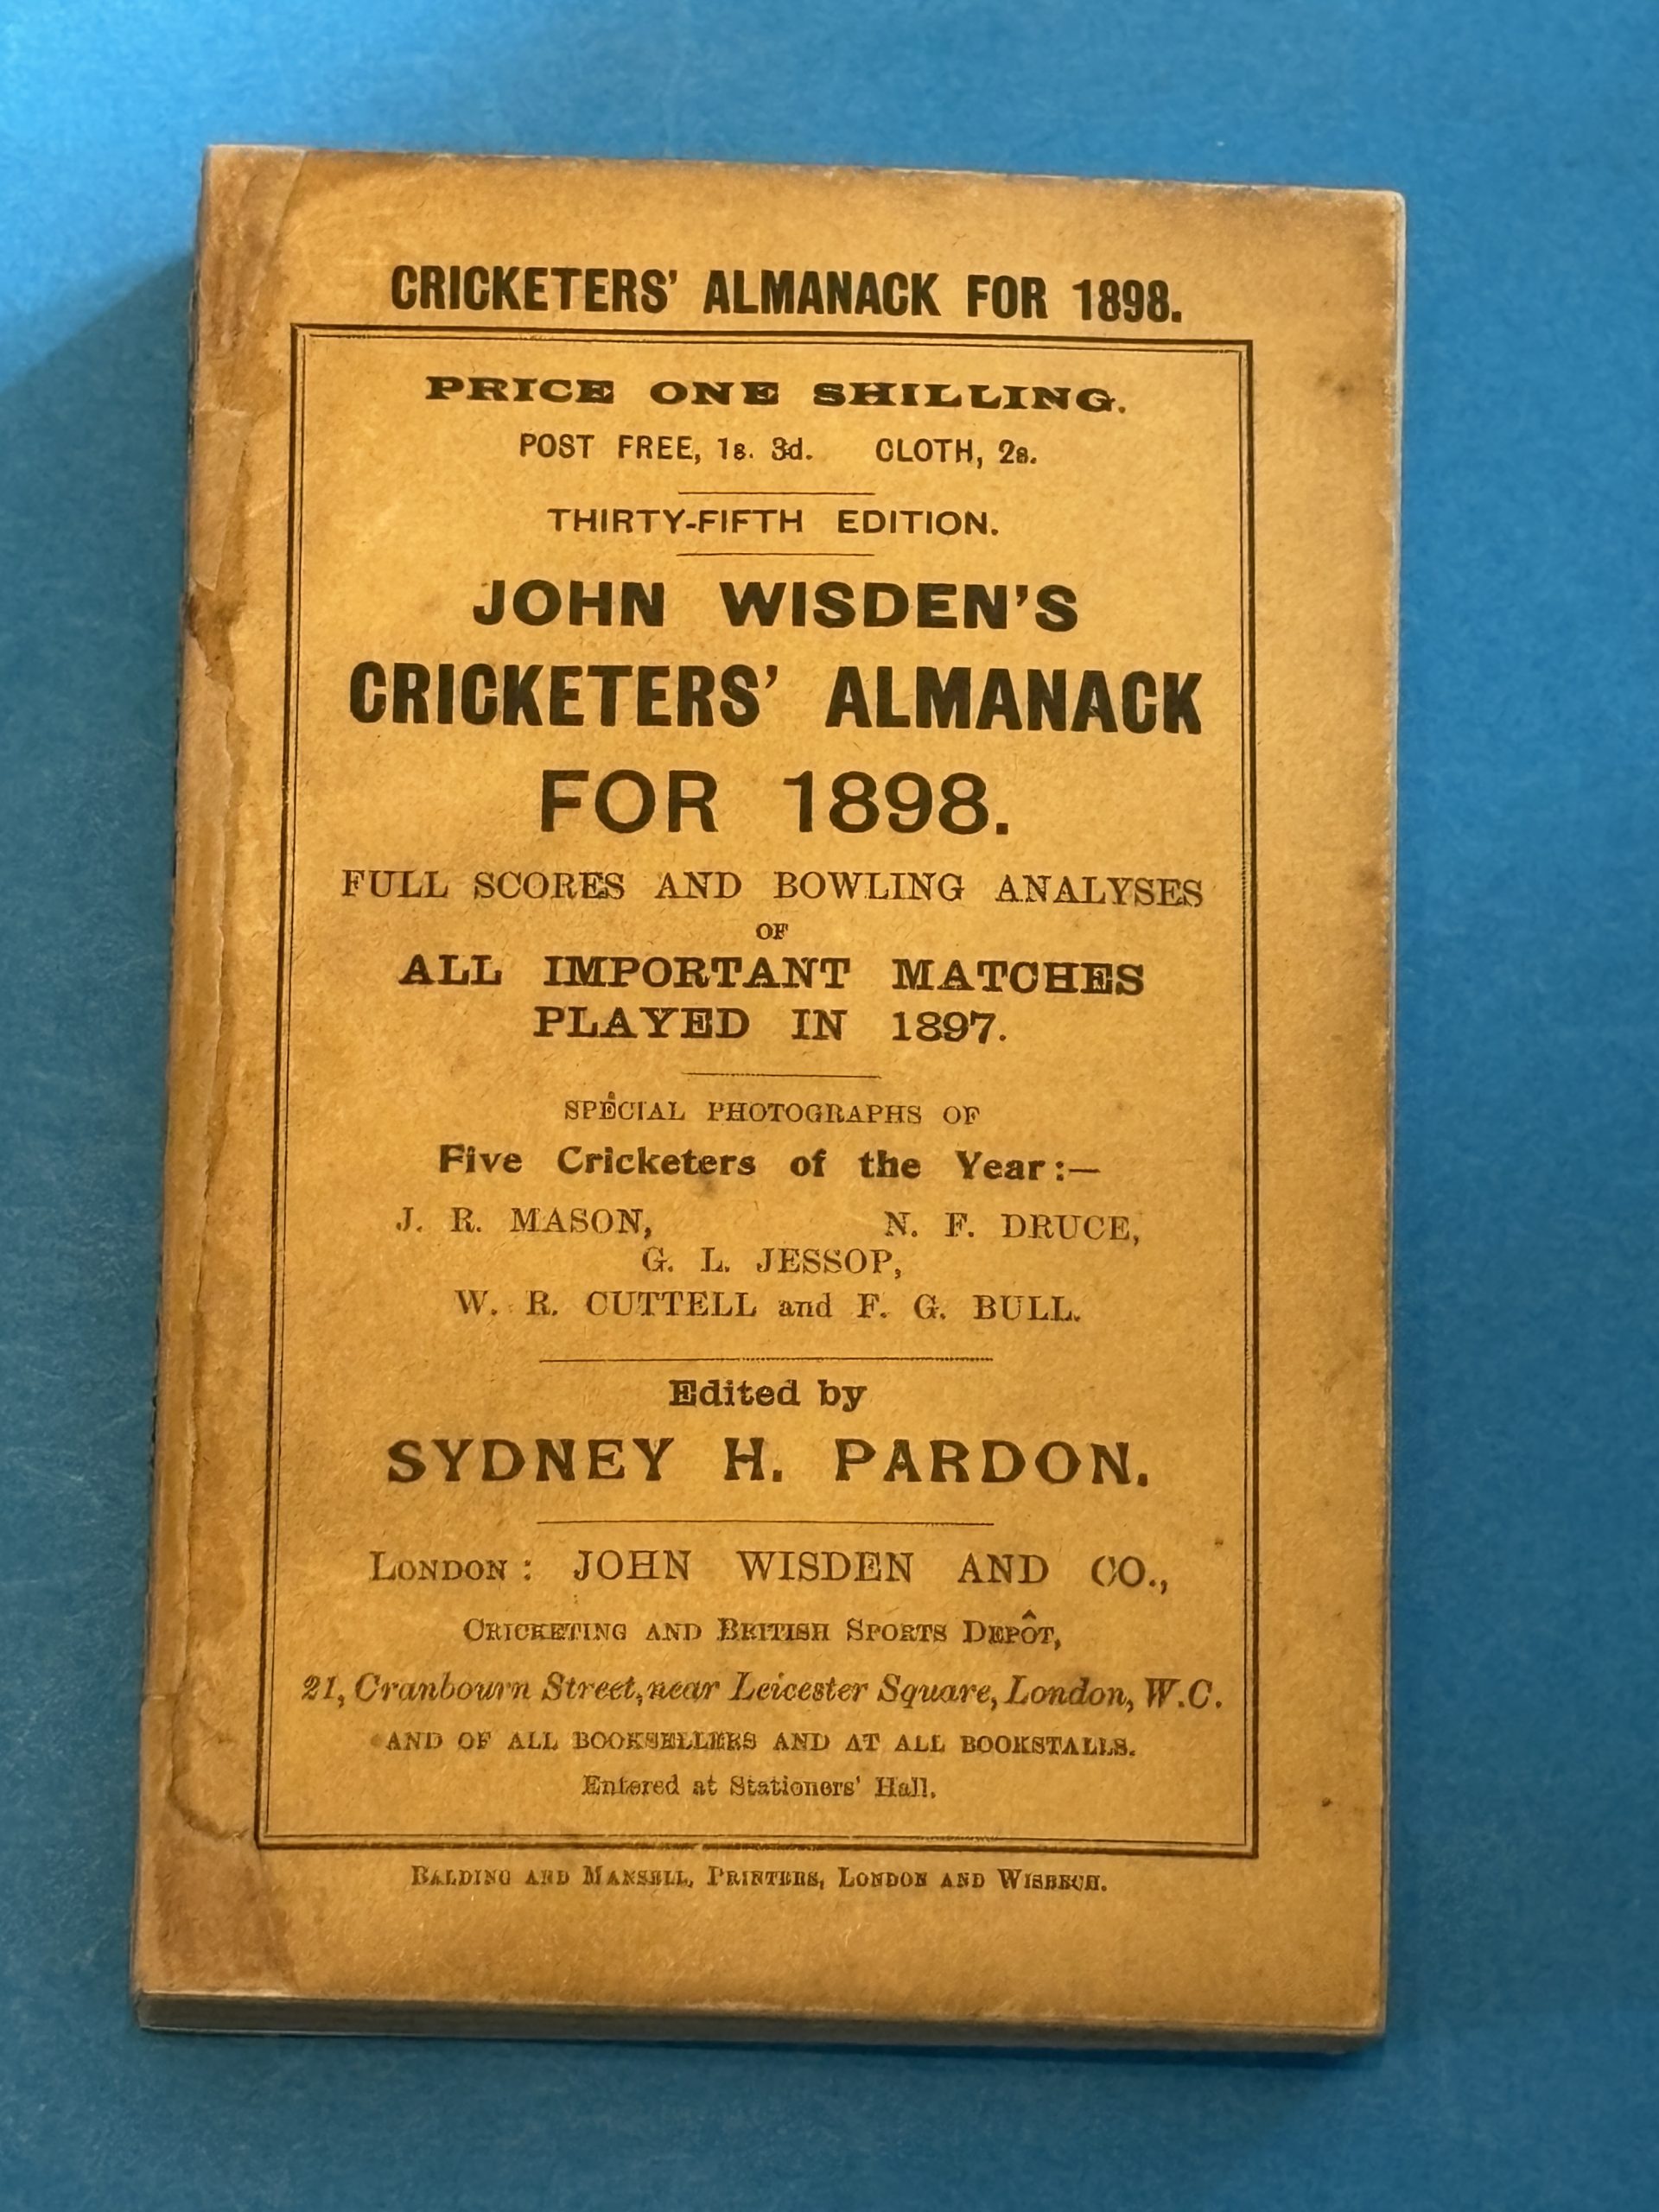 CRICKETERS' ALMANACK FOR 1898.
PRICE ONE SHILLING.
POST FREE, 1s. 3d. CLOTH, 2s.
THIRTY-FIFTH EDITION.
JOHN WISDEN'S
CRICKETERS' ALMANACK
FOR 1898.
FULL SCORES AND BOWLING ANALYSES
OF
ALL IMPORTANT MATCHES
PLAYED IN 1897.
SPECIAL PHOTOGRAPHS OF
Five Cricketers of the Year:—
J. R. MASON, N. F. DRUCE,
G. L. JESSOP,
W. R. CUTTELL and F. G. BULL.
Edited by
SYDNEY H. PARDON.
LONDON: JOHN WISDEN AND CO.,
CRICKETING AND BRITISH SPORTS DEPÔT,
21, Cranbourn Street, near Leicester Square, London, W.C.
AND OF ALL BOOKSELLERS AND AT ALL BOOKSTALLS.
Entered at Stationers' Hall.
BALDING AND MANSELL, PRINTERS, LONDON AND WISBECH.